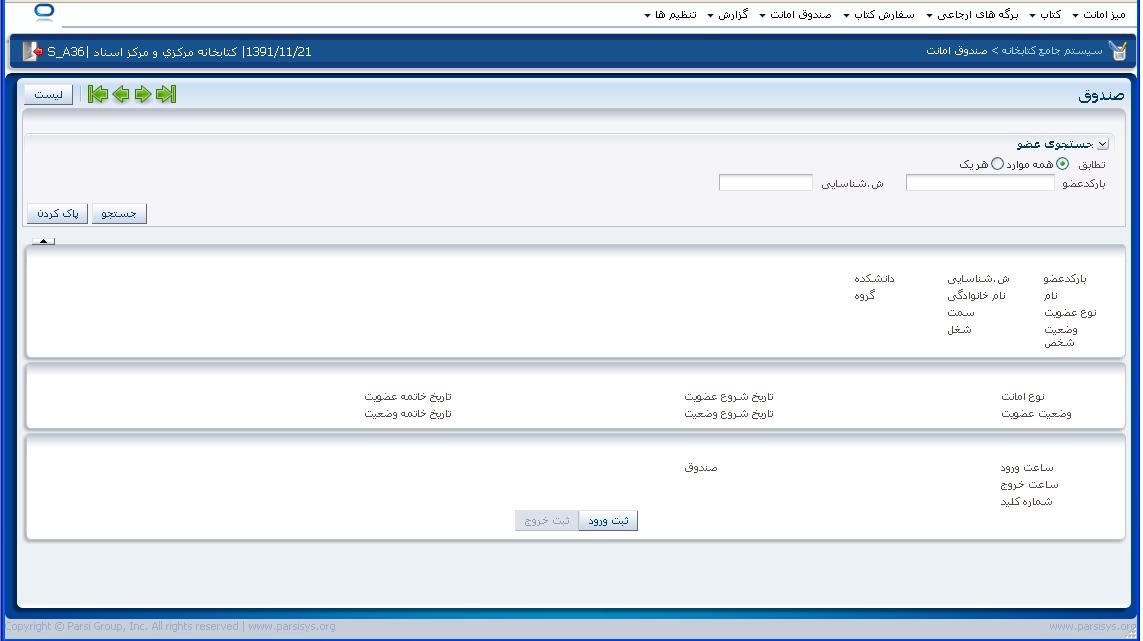 میز امانت کتاب برگه های ارجاعی سفارش کتاب صندوق امانت گزارش تنظیم ها
سیستم جامع کتابخانه > صندوق امانت
1391/11/21| کتابخانه مرکزي و مرکز اسناد |S_A36
صندوق
لیست
جستجوی عضو
تطابق همه موارد هر یک
بارکدعضو ش.شناسایی
جستجو پاک کردن
بارکدعضو ش.شناسایی دانشکده
نام نام خانوادگی گروه
نوع عضویت سمت
وضعیت شخص شغل
نوع امانت تاریخ شروع عضویت تاریخ خاتمه عضویت
وضعیت عضویت تاریخ شروع وضعیت تاریخ خاتمه وضعیت
ساعت ورود صندوق
ساعت خروج
شماره کلید
ثبت ورود ثبت خروج
Copyright © Parsi Group, Inc. All rights reserved | www.parsisys.org www.parsisys.org